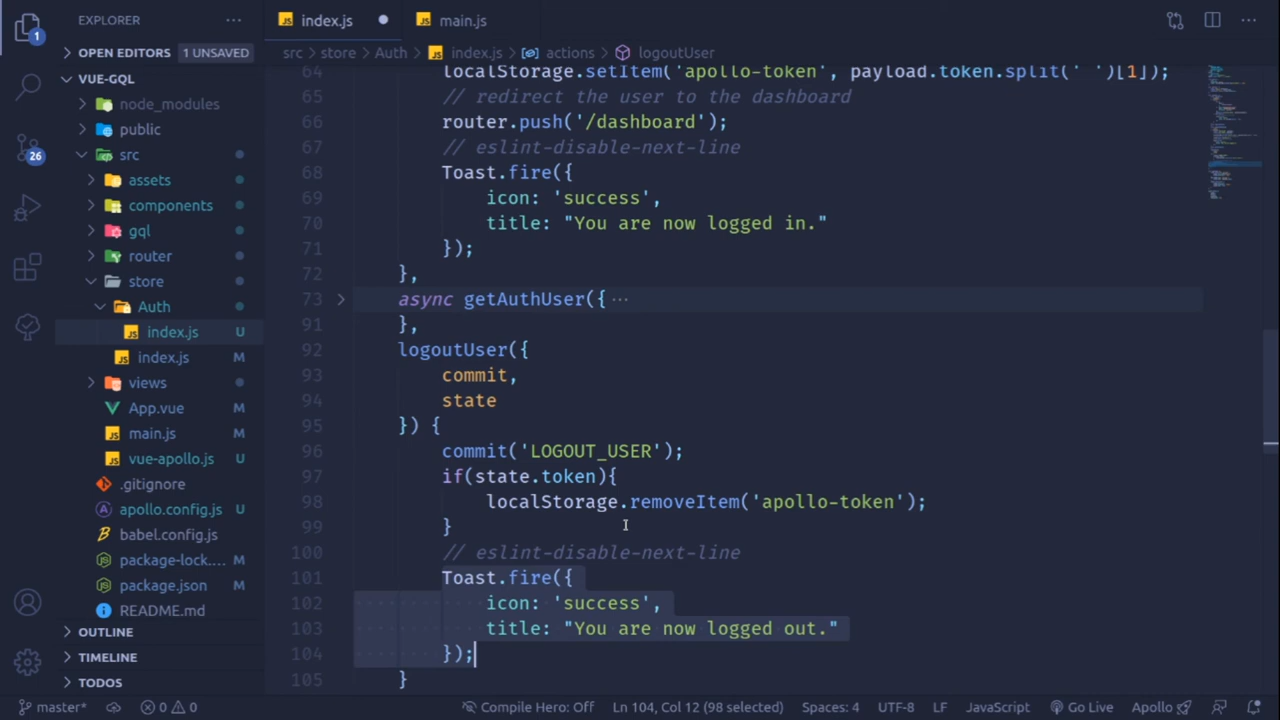 EXPLORER
index.js
main.js
1
OPEN EDITORS 1 UNSAVED
src > store > Auth > index.js > actions > logoutUser
VUE-GQL
node_modules
public
src
assets
components
gql
router
store
Auth
index.js U
index.js M
views
App.vue M
main.js M
vue-apollo.js U
.gitignore
apollo.config.js U
babel.config.js
package-lock.... M
package.json M
README.md
OUTLINE
TIMELINE
TODOS
26
64 localStorage.setItem('apollo-token', payload.token.split(' ')[1]);
65 // redirect the user to the dashboard
66 router.push('/dashboard');
67 // eslint-disable-next-line
68 Toast.fire({
69 icon: 'success',
70 title: "You are now logged in."
71 });
72 },
73 async getAuthUser({ ···
91 },
92 logoutUser({
93 commit,
94 state
95 }) {
96 commit('LOGOUT_USER');
97 if(state.token){
98 localStorage.removeItem('apollo-token');
99 }
100 // eslint-disable-next-line
101 Toast.fire({
102 icon: 'success',
103 title: "You are now logged out."
104 });
105 }
master* 0 0 Compile Hero: Off Ln 104, Col 12 (98 selected) Spaces: 4 UTF-8 LF JavaScript Go Live Apollo